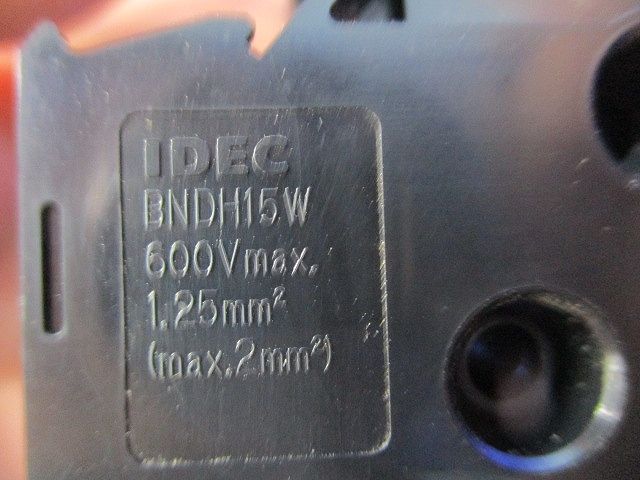 IDEC
BNDH15W
600Vmax.
1.25mm²
(max.2mm²)